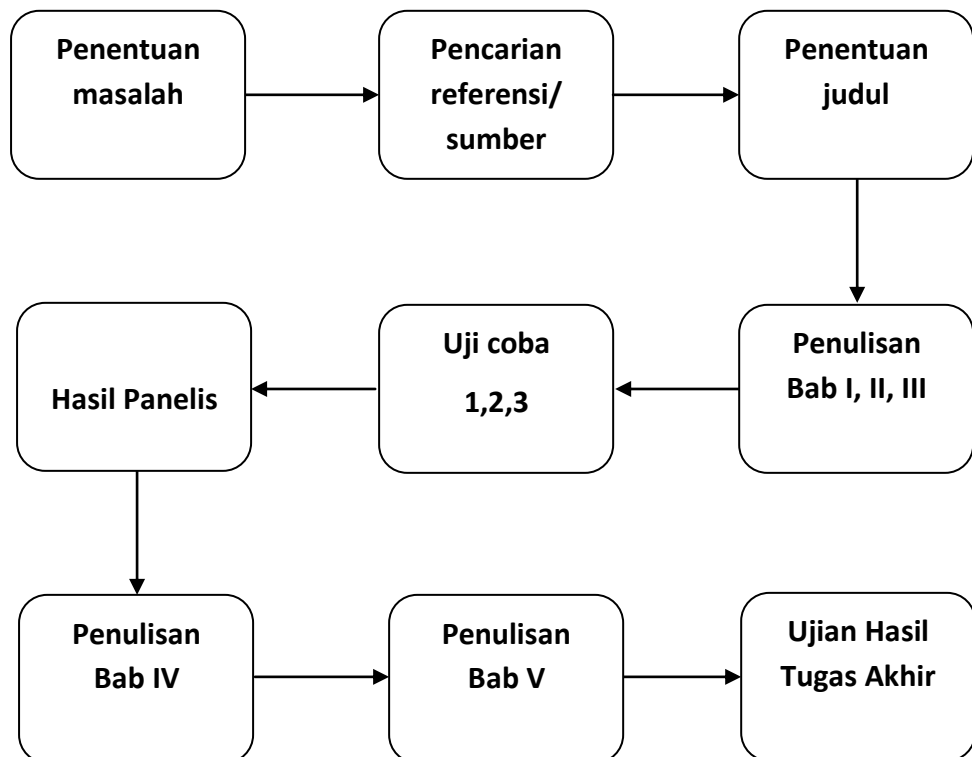 Penentuan
masalah
Pencarian
referensi/
sumber
Penentuan
judul
Penulisan
Bab I, II, III
Uji coba
1,2,3
Hasil Panelis
Penulisan
Bab IV
Penulisan
Bab V
Ujian Hasil
Tugas Akhir